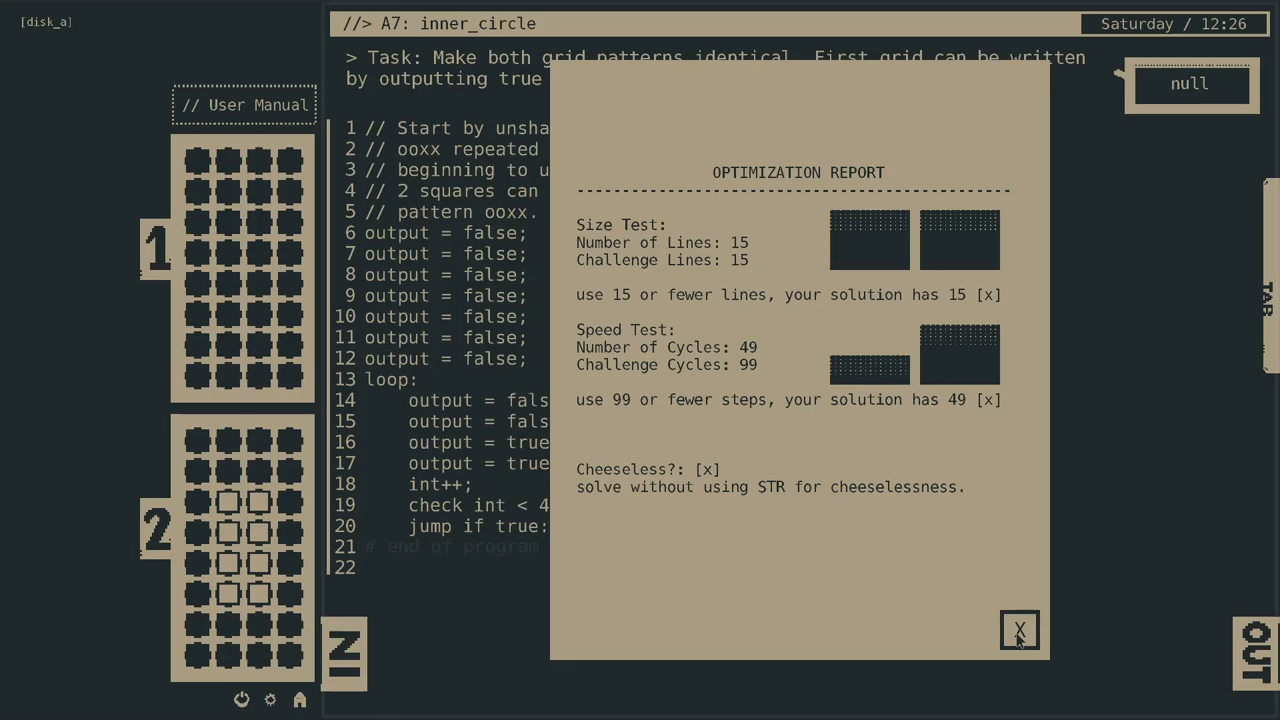 [disk_a]
//> A7: inner_circle
Saturday / 12:26
> Task: Make both grid patterns identical. First grid can be written
by outputting true
null
// User Manual
1 // Start by unsha
2 // ooxx repeated
3 // beginning to u
4 // 2 squares can
5 // pattern ooxx.
6 output = false;
7 output = false;
8 output = false;
9 output = false;
10 output = false;
11 output = false;
12 output = false;
13 loop:
14 output = fals
15 output = fals
16 output = true
17 output = true
18 int++;
19 check int < 4
20 jump if true:
21 # end of program
22
1
2
IN
OPTIMIZATION REPORT
Size Test:
Number of Lines: 15
Challenge Lines: 15
use 15 or fewer lines, your solution has 15 [x]
Speed Test:
Number of Cycles: 49
Challenge Cycles: 99
use 99 or fewer steps, your solution has 49 [x]
Cheeseless?: [x]
solve without using STR for cheeselessness.
X
TAB
OUT